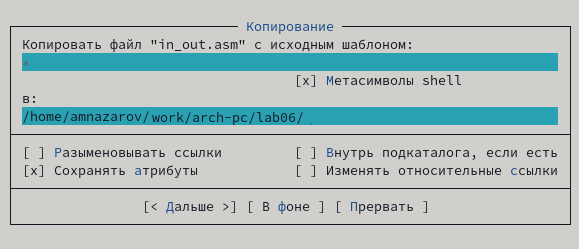 Копирование
Копировать файл "in_out.asm" с исходным шаблоном:
*
[x] Метасимволы shell
в:
/home/amnazarov/work/arch-pc/lab06/
[ ] Разыменовывать ссылки [ ] Внутрь подкаталога, если есть
[x] Сохранять атрибуты [ ] Изменять относительные ссылки
[< Дальше >] [ В фоне ] [ Прервать ]